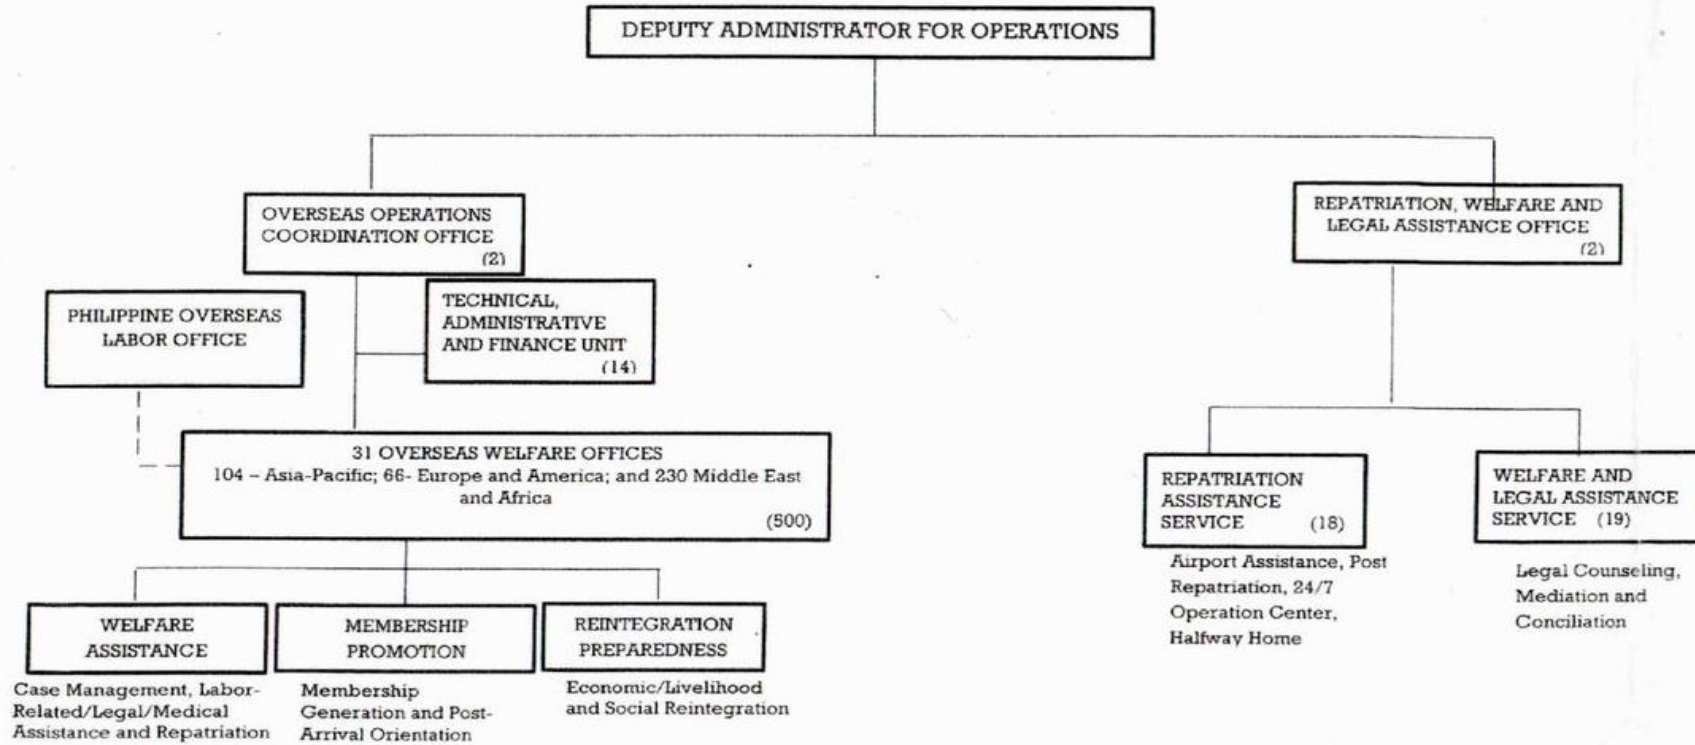 DEPUTY ADMINISTRATOR FOR OPERATIONS
OVERSEAS OPERATIONS
COORDINATION OFFICE
(2)
REPATRIATION, WELFARE AND
LEGAL ASSISTANCE OFFICE
(2)
PHILIPPINE OVERSEAS
LABOR OFFICE
TECHNICAL,
ADMINISTRATIVE
AND FINANCE UNIT
(14)
31 OVERSEAS WELFARE OFFICES
104 – Asia-Pacific; 66- Europe and America; and 230 Middle East
and Africa
(500)
REPATRIATION
ASSISTANCE
SERVICE (18)
Airport Assistance, Post
Repatriation, 24/7
Operation Center,
Halfway Home
WELFARE AND
LEGAL ASSISTANCE
SERVICE (19)
Legal Counseling,
Mediation and
Conciliation
WELFARE
ASSISTANCE
Case Management, Labor-
Related/Legal/Medical
Assistance and Repatriation
MEMBERSHIP
PROMOTION
Membership
Generation and Post-
Arrival Orientation
REINTEGRATION
PREPAREDNESS
Economic/Livelihood
and Social Reintegration